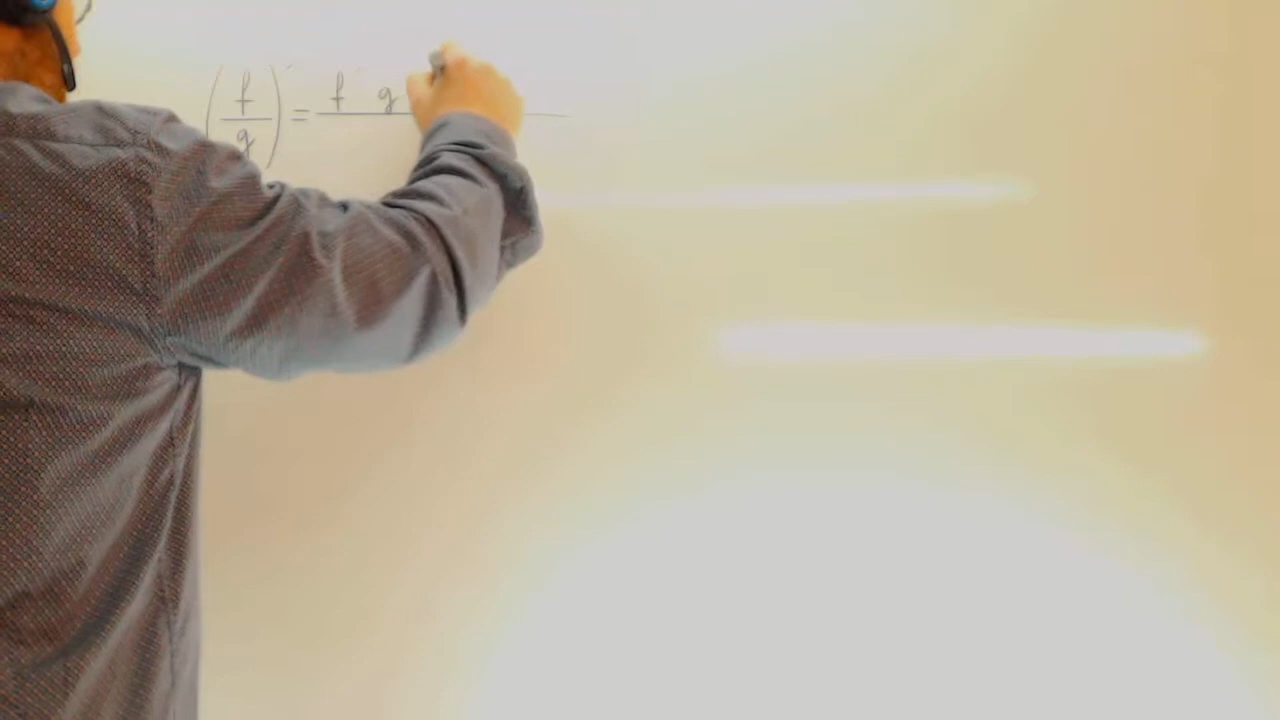 (f/g)' = f' g